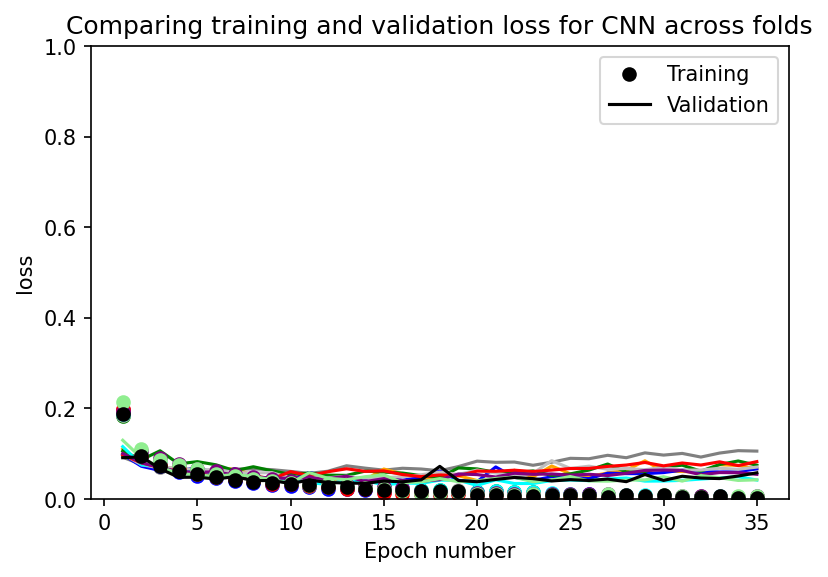 Comparing training and validation loss for CNN across folds
1.0
0.8
0.6
0.4
0.2
0.0
loss
Training
Validation
0 5 10 15 20 25 30 35
Epoch number